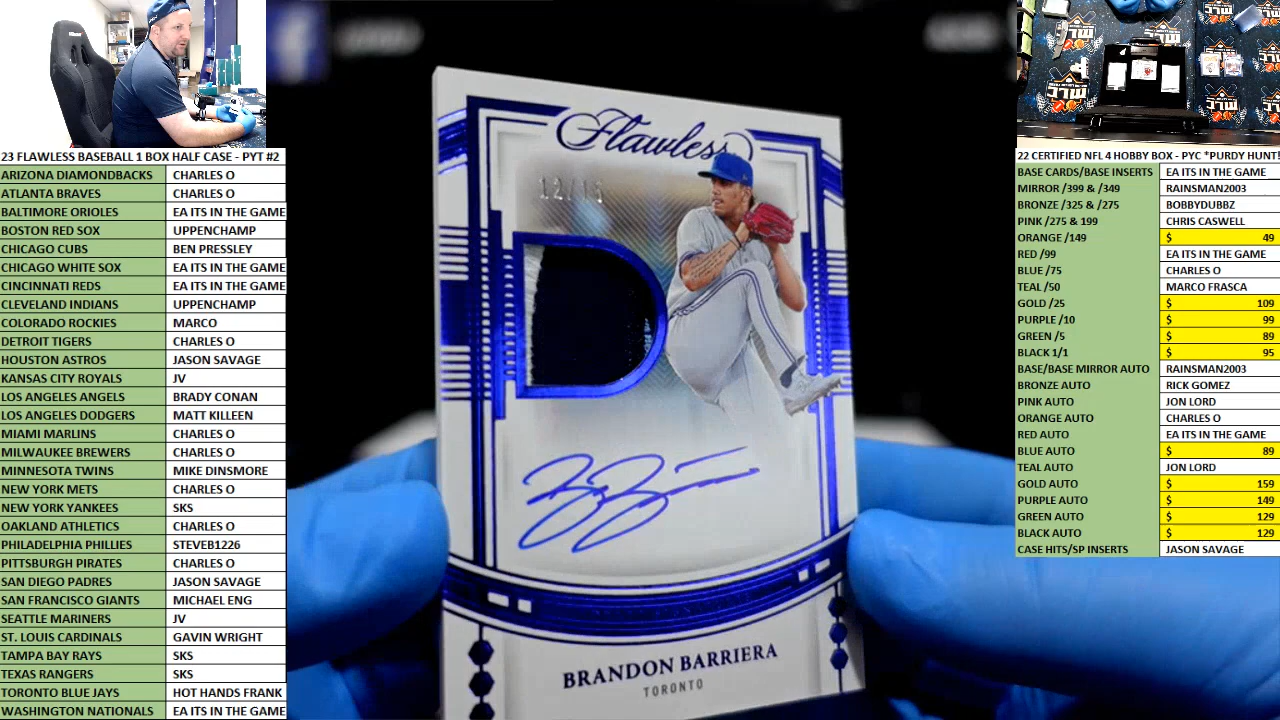 23 FLAWLESS BASEBALL 1 BOX HALF CASE - PYT #2
ARIZONA DIAMONDBACKS CHARLES O
ATLANTA BRAVES CHARLES O
BALTIMORE ORIOLES EA ITS IN THE GAME
BOSTON RED SOX UPPENCHAMP
CHICAGO CUBS BEN PRESSLEY
CHICAGO WHITE SOX EA ITS IN THE GAME
CINCINNATI REDS EA ITS IN THE GAME
CLEVELAND INDIANS UPPENCHAMP
COLORADO ROCKIES MARCO
DETROIT TIGERS CHARLES O
HOUSTON ASTROS JASON SAVAGE
KANSAS CITY ROYALS JV
LOS ANGELES ANGELS BRADY CONAN
LOS ANGELES DODGERS MATT KILLEEN
MIAMI MARLINS CHARLES O
MILWAUKEE BREWERS CHARLES O
MINNESOTA TWINS MIKE DINSMORE
NEW YORK METS CHARLES O
NEW YORK YANKEES SKS
OAKLAND ATHLETICS CHARLES O
PHILADELPHIA PHILLIES STEVEB1226
PITTSBURGH PIRATES CHARLES O
SAN DIEGO PADRES JASON SAVAGE
SAN FRANCISCO GIANTS MICHAEL ENG
SEATTLE MARINERS JV
ST. LOUIS CARDINALS GAVIN WRIGHT
TAMPA BAY RAYS SKS
TEXAS RANGERS SKS
TORONTO BLUE JAYS HOT HANDS FRANK
WASHINGTON NATIONALS EA ITS IN THE GAME
Flawless
12/15
BRANDON BARRIERA
TORONTO
22 CERTIFIED NFL 4 HOBBY BOX - PYC *PURDY HUNT!
BASE CARDS/BASE INSERTS EA ITS IN THE GAME
MIRROR /399 & /349 RAINSMAN2003
BRONZE /325 & /275 BOBBYDUBBZ
PINK /275 & 199 CHRIS CASWELL
ORANGE /149 $ 49
RED /99 EA ITS IN THE GAME
BLUE /75 CHARLES O
TEAL /50 MARCO FRASCA
GOLD /25 $ 109
PURPLE /10 $ 99
GREEN /5 $ 89
BLACK 1/1 $ 95
BASE/BASE MIRROR AUTO RAINSMAN2003
BRONZE AUTO RICK GOMEZ
PINK AUTO JON LORD
ORANGE AUTO CHARLES O
RED AUTO EA ITS IN THE GAME
BLUE AUTO $ 89
TEAL AUTO JON LORD
GOLD AUTO $ 159
PURPLE AUTO $ 149
GREEN AUTO $ 129
BLACK AUTO $ 129
CASE HITS/SP INSERTS JASON SAVAGE